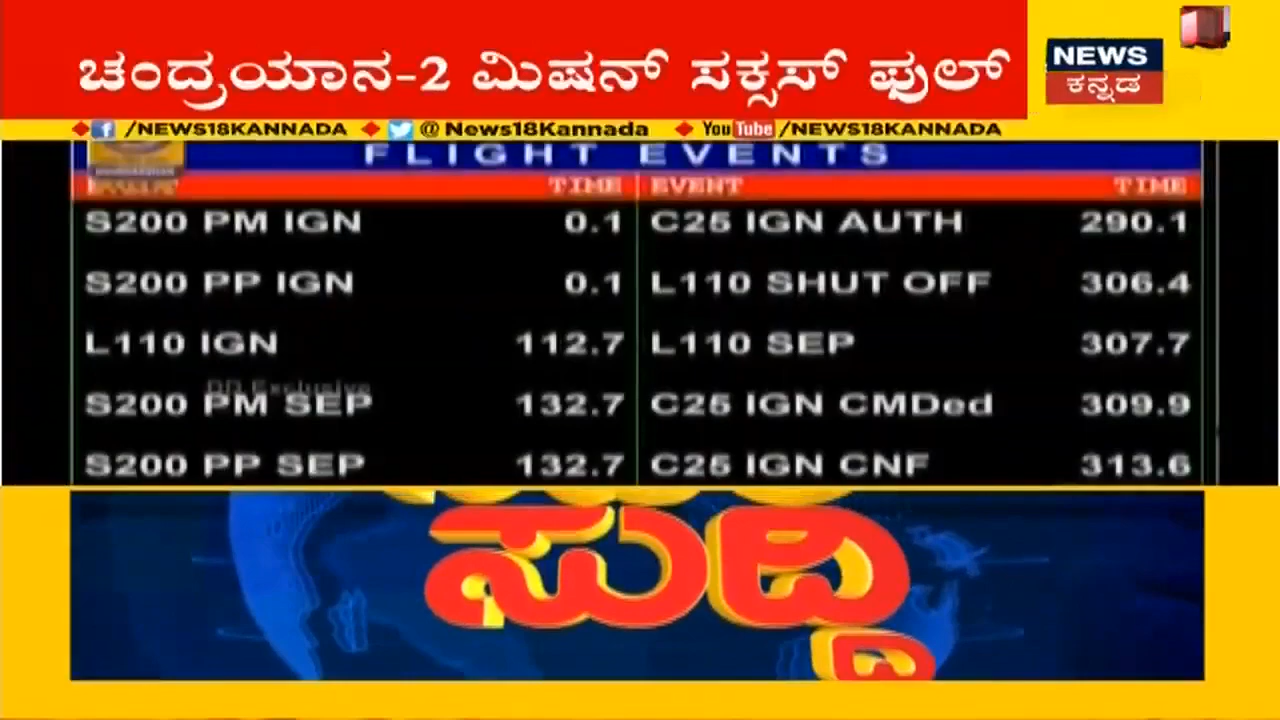 ಚಂದ್ರಯಾನ-2 ಮಿಷನ್ ಸಕ್ಸಸ್ ಫುಲ್
NEWS
ಕನ್ನಡ
/NEWS18KANNADA @News18Kannada YouTube /NEWS18KANNADA
FLIGHT EVENTS
TIME EVENT TIME
S200 PM IGN 0.1 C25 IGN AUTH 290.1
S200 PP IGN 0.1 L110 SHUT OFF 306.4
L110 IGN 112.7 L110 SEP 307.7
DD Exclusive
S200 PM SEP 132.7 C25 IGN CMDed 309.9
S200 PP SEP 132.7 C25 IGN CNF 313.6
ಸುದ್ದಿ